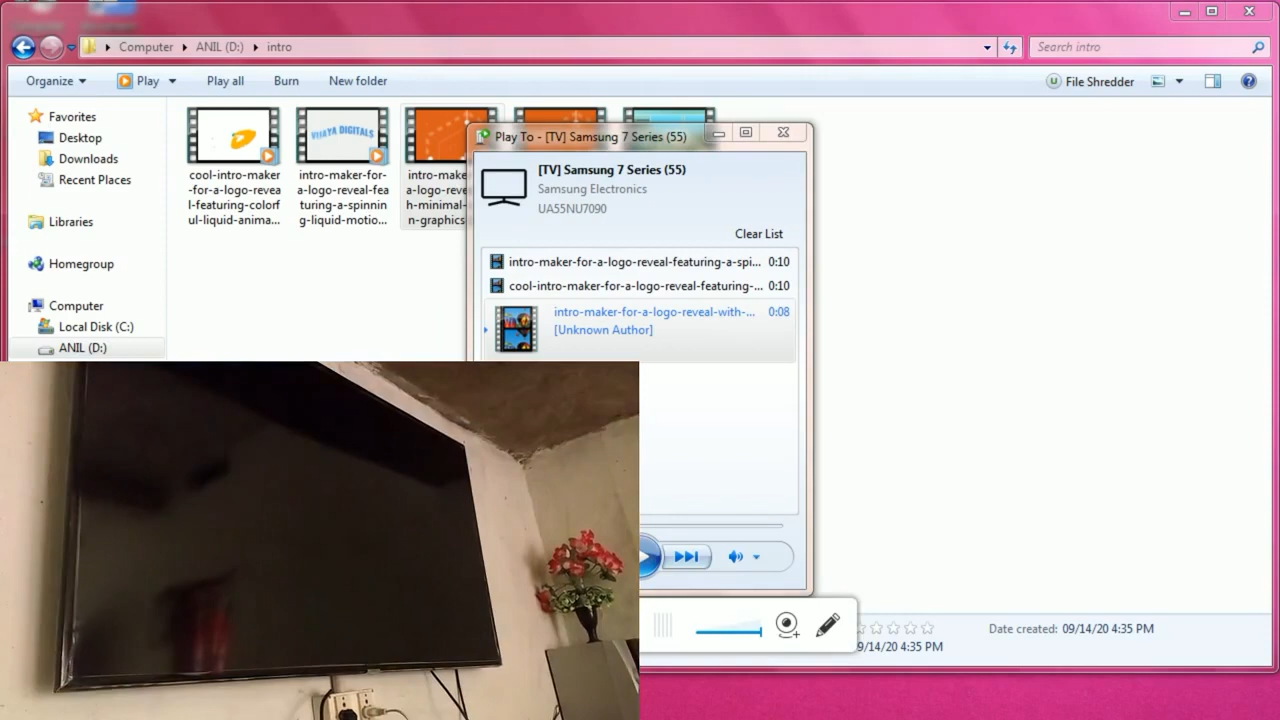 Computer ANIL (D:) intro
Search intro
Organize Play Play all Burn New folder File Shredder
Favorites
Desktop
Downloads
Recent Places
Libraries
Homegroup
Computer
Local Disk (C:)
ANIL (D:)
cool-intro-maker
-for-a-logo-revea
l-featuring-colorf
ul-liquid-anima...
VIJAYA DIGITALS
intro-maker-for-
a-logo-reveal-fea
turing-a-spinnin
g-liquid-motio...
intro-make
a-logo-reve
h-minimal-
n-graphics
Play To - [TV] Samsung 7 Series (55)
[TV] Samsung 7 Series (55)
Samsung Electronics
UA55NU7090
Clear List
intro-maker-for-a-logo-reveal-featuring-a-spi... 0:10
cool-intro-maker-for-a-logo-reveal-featuring-... 0:10
intro-maker-for-a-logo-reveal-with-... 0:08
[Unknown Author]
Date created: 09/14/20 4:35 PM
9/14/20 4:35 PM